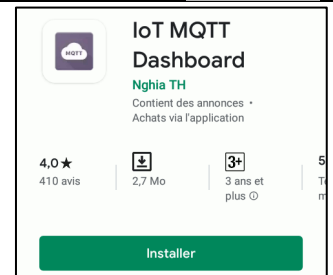 MQTT
IoT MQTT
Dashboard
Nghia TH
Contient des annonces •
Achats via l'application
4,0★
410 avis
2,7 Mo
3+
3 ans et
plus ⓘ
5
Installer